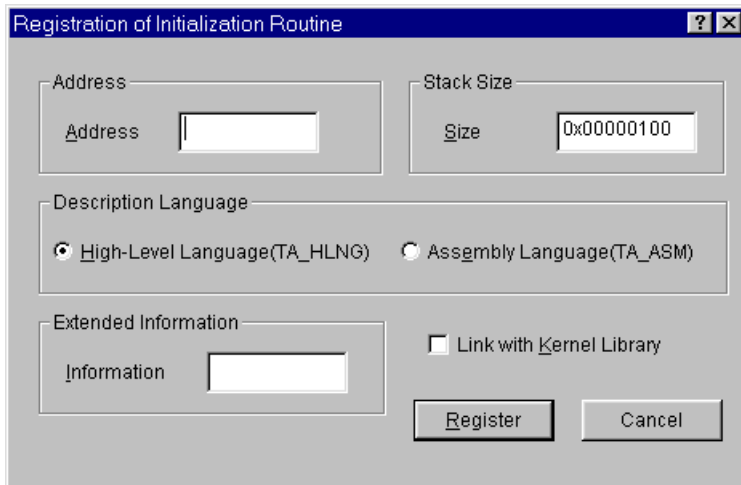 Registration of Initialization Routine
? X
Address
Stack Size
Address
Size 0x00000100
Description Language
High-Level Language(TA_HLNG) Assembly Language(TA_ASM)
Extended Information
Information
Link with Kernel Library
Register Cancel